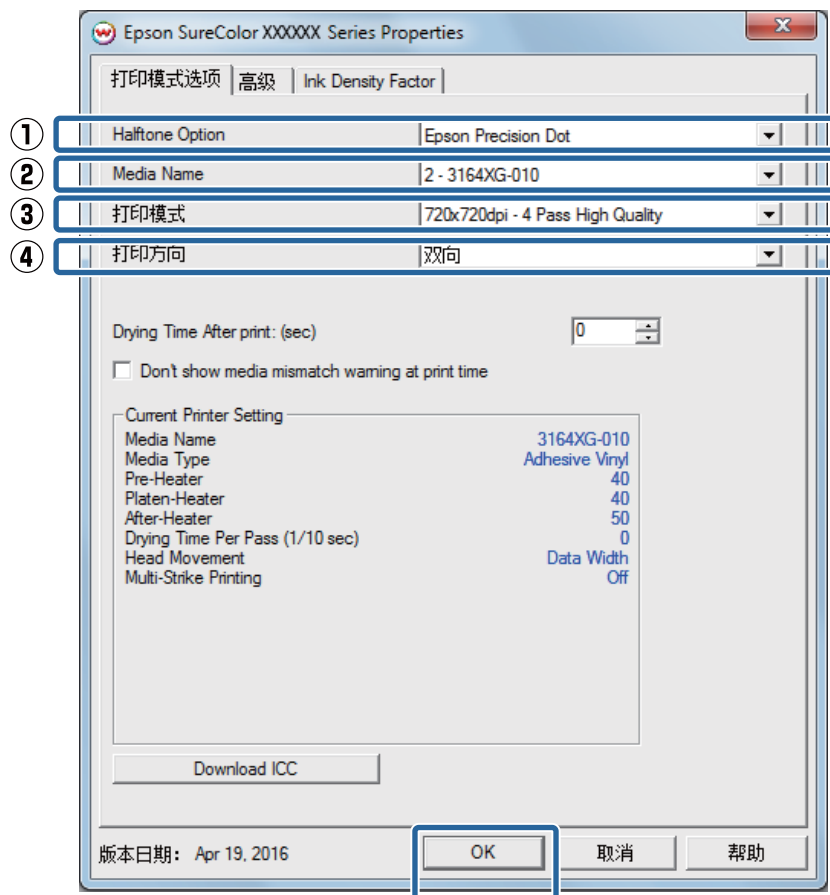 Epson SureColor XXXXXX Series Properties
打印模式选项 高级 Ink Density Factor
① Halftone Option Epson Precision Dot
② Media Name 2 - 3164XG-010
③ 打印模式 720x720dpi - 4 Pass High Quality
④ 打印方向 双向
Drying Time After print: (sec) 0
Don't show media mismatch warning at print time
Current Printer Setting
Media Name 3164XG-010
Media Type Adhesive Vinyl
Pre-Heater 40
Platen-Heater 40
After-Heater 50
Drying Time Per Pass (1/10 sec) 0
Head Movement Data Width
Multi-Strike Printing Off
Download ICC
版本日期: Apr 19, 2016 OK 取消 帮助